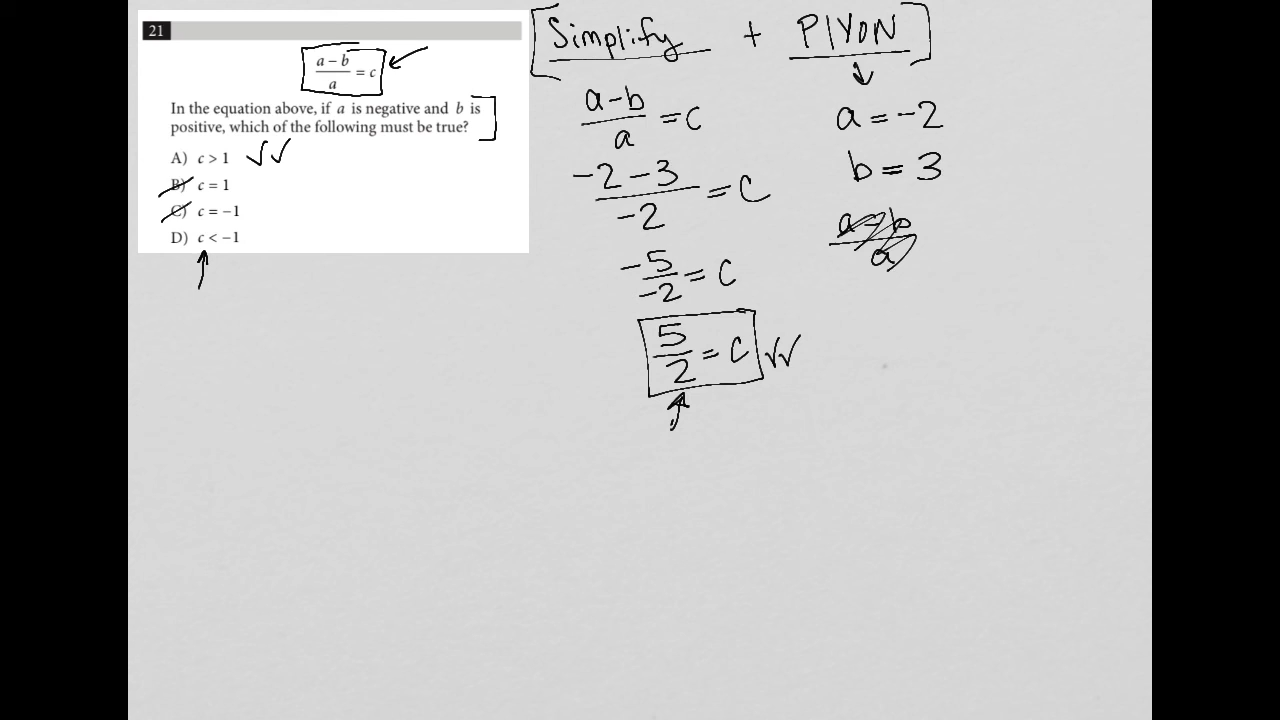 21
a − b
a
= c
In the equation above, if a is negative and b is
positive, which of the following must be true?
A) c > 1
B) c = 1
C) c = −1
D) c < −1
Simplify + PIYON
a-b
a
= c
-2 - 3
-2
= C
-5
-2
= C
5
2
= C
a = -2
b = 3
a - b
a